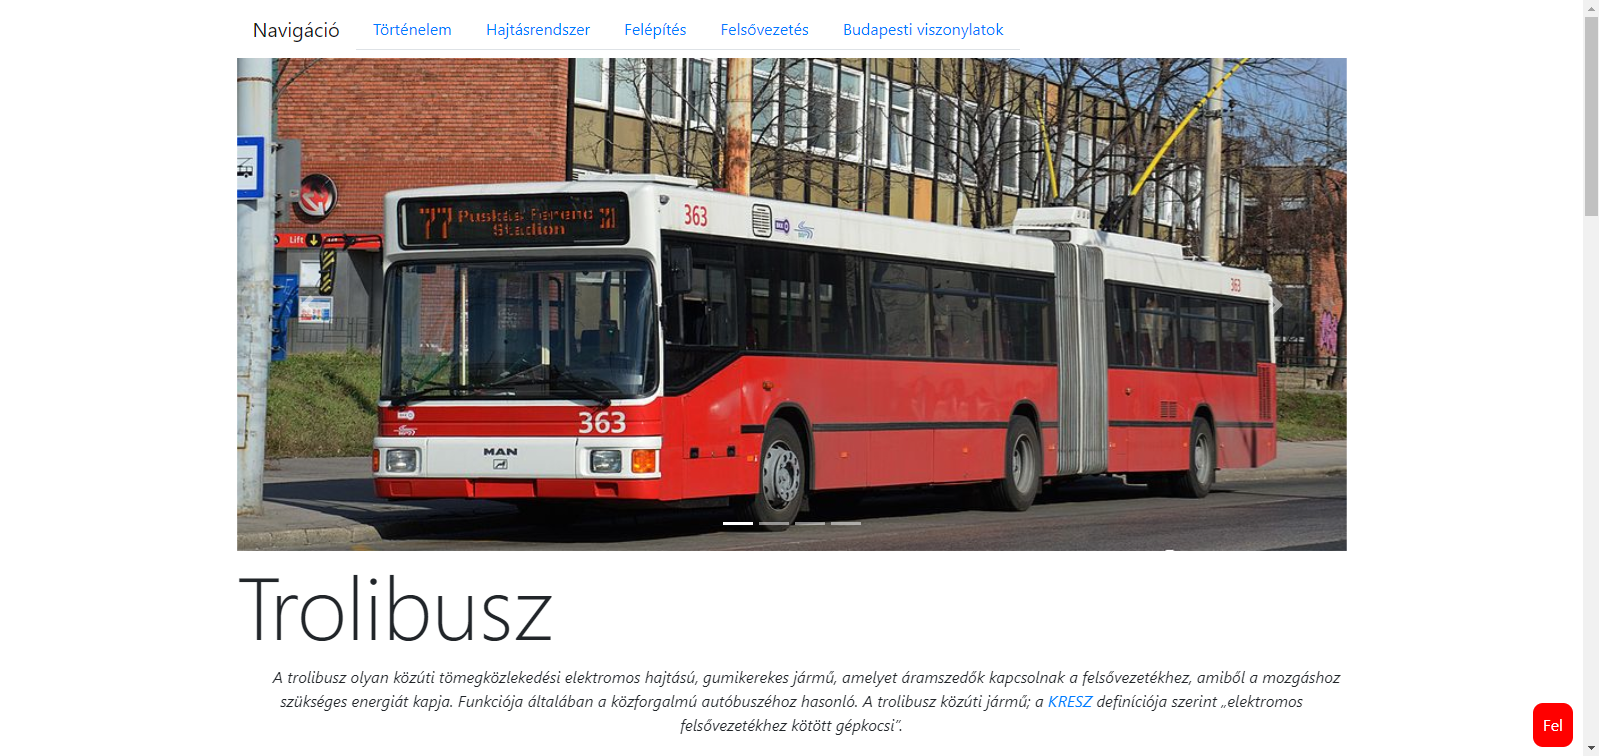 Navigáció Történelem Hajtásrendszer Felépítés Felsővezetés Budapesti viszonylatok
77 Puskás Ferenc Stadion
363
363
Lift
363
MAN
Trolibusz
A trolibusz olyan közúti tömegközlekedési elektromos hajtású, gumikerekes jármű, amelyet áramszedők kapcsolnak a felsővezetékhez, amiből a mozgáshoz
szükséges energiát kapja. Funkciója általában a közforgalmú autóbuszéhoz hasonló. A trolibusz közúti jármű; a KRESZ definíciója szerint „elektromos
felsővezetékhez kötött gépkocsi”.
Fel